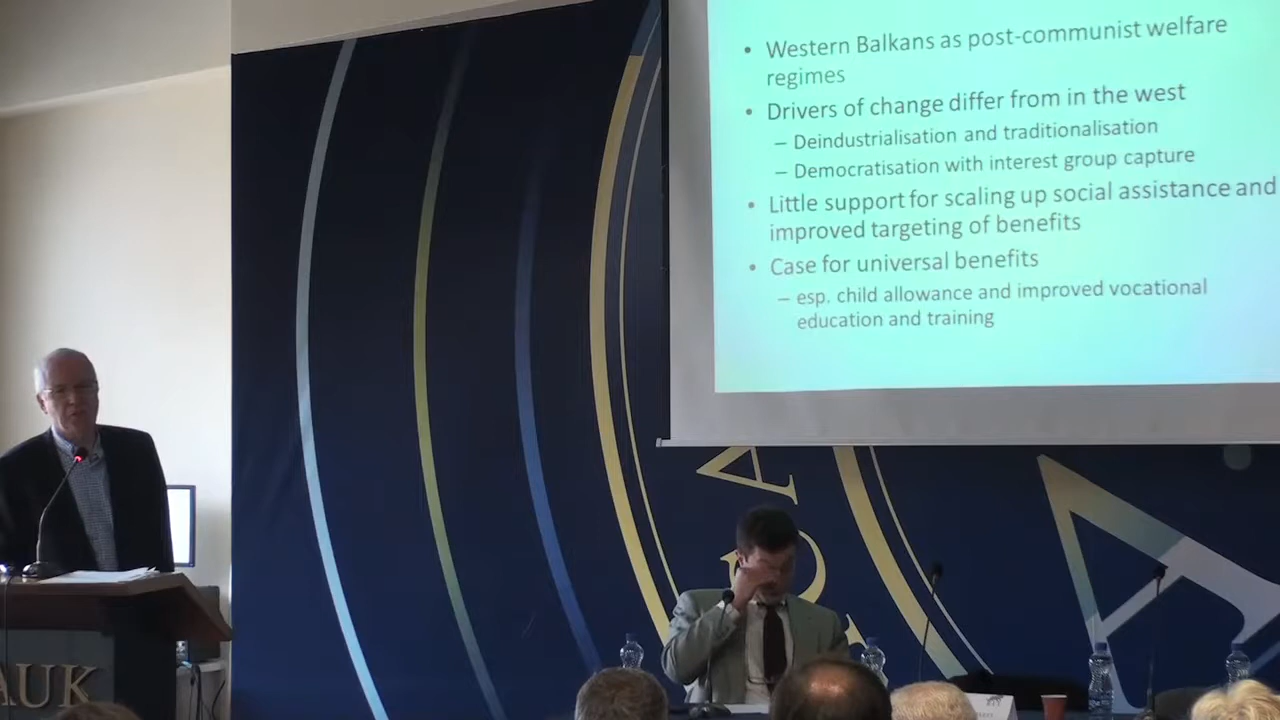 • Western Balkans as post-communist welfare
regimes
• Drivers of change differ from in the west
– Deindustrialisation and traditionalisation
– Democratisation with interest group capture
• Little support for scaling up social assistance and
improved targeting of benefits
• Case for universal benefits
– esp. child allowance and improved vocational
education and training
AUK